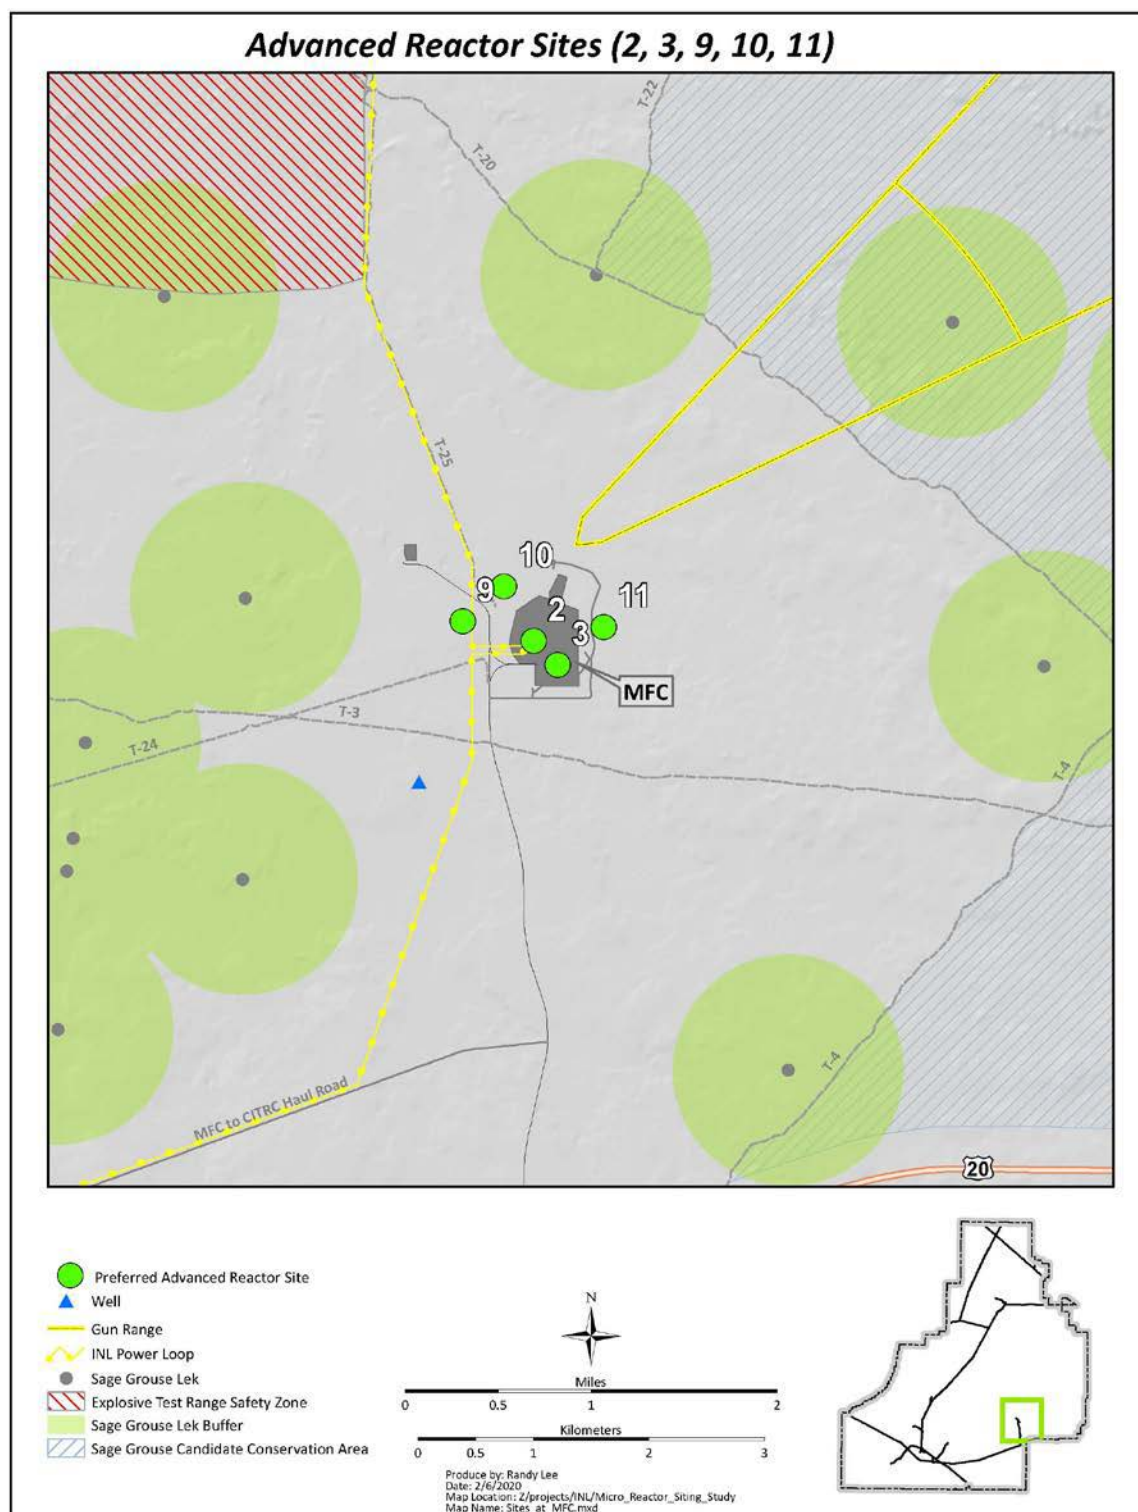 Advanced Reactor Sites (2, 3, 9, 10, 11)
T-22
T-20
T-25
10
9
11
2
3
MFC
T-3
T-24
T-4
T-4
MFC to CITRC Haul Road
20
Preferred Advanced Reactor Site
Well
Gun Range
INL Power Loop
Sage Grouse Lek
Explosive Test Range Safety Zone
Sage Grouse Lek Buffer
Sage Grouse Candidate Conservation Area
N
Miles
0 0.5 1 2
Kilometers
0 0.5 1 2 3
Produce by: Randy Lee
Date: 2/6/2020
Map Location: Z/projects/INL/Micro_Reactor_Siting_Study
Map Name: Sites_at_MFC.mxd